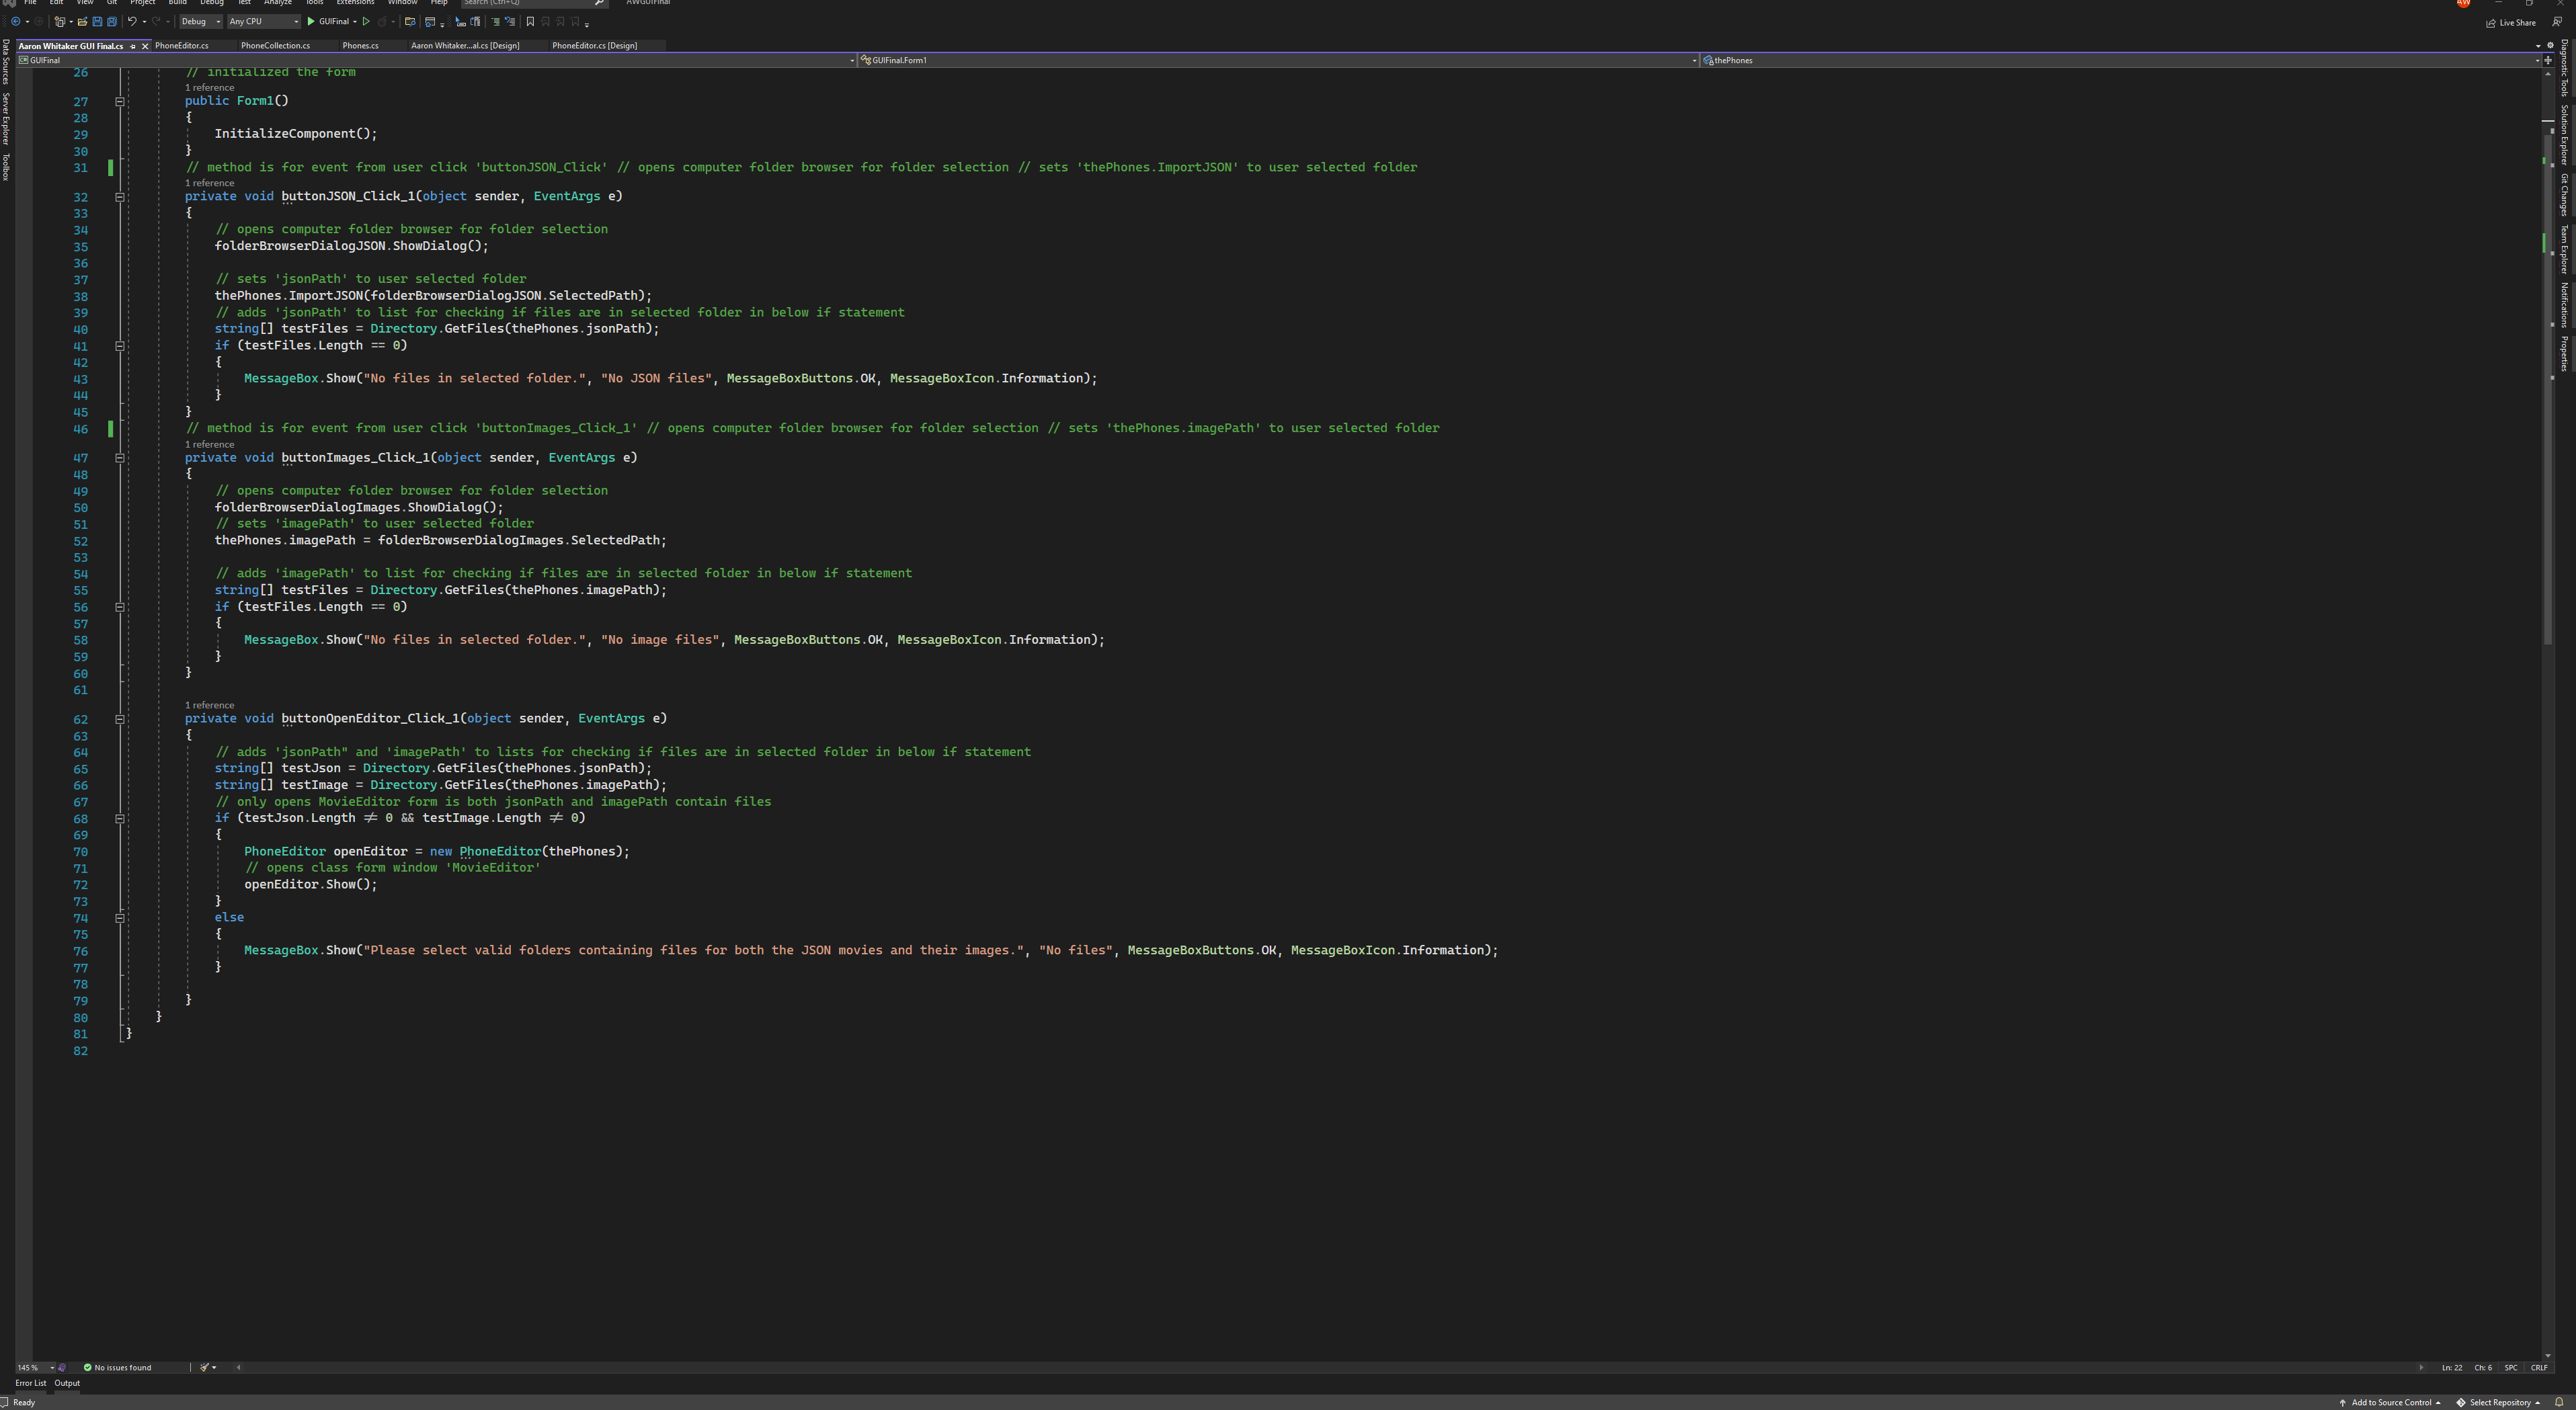 File Edit View Git Project Build Debug Test Analyze Tools Extensions Window Help Search (Ctrl+Q) AWGUIFinal AW
Debug Any CPU GUIFinal Live Share
Aaron Whitaker GUI Final.cs PhoneEditor.cs PhoneCollection.cs Phones.cs Aaron Whitaker...al.cs [Design] PhoneEditor.cs [Design]
GUIFinal GUIFinal.Form1 thePhones
Data Sources
Server Explorer
Toolbox
26 // initialized the form
1 reference
27 public Form1()
28 {
29 InitializeComponent();
30 }
31 // method is for event from user click 'buttonJSON_Click' // opens computer folder browser for folder selection // sets 'thePhones.ImportJSON' to user selected folder
1 reference
32 private void buttonJSON_Click_1(object sender, EventArgs e)
33 {
34 // opens computer folder browser for folder selection
35 folderBrowserDialogJSON.ShowDialog();
36
37 // sets 'jsonPath' to user selected folder
38 thePhones.ImportJSON(folderBrowserDialogJSON.SelectedPath);
39 // adds 'jsonPath' to list for checking if files are in selected folder in below if statement
40 string[] testFiles = Directory.GetFiles(thePhones.jsonPath);
41 if (testFiles.Length == 0)
42 {
43 MessageBox.Show("No files in selected folder.", "No JSON files", MessageBoxButtons.OK, MessageBoxIcon.Information);
44 }
45 }
46 // method is for event from user click 'buttonImages_Click_1' // opens computer folder browser for folder selection // sets 'thePhones.imagePath' to user selected folder
1 reference
47 private void buttonImages_Click_1(object sender, EventArgs e)
48 {
49 // opens computer folder browser for folder selection
50 folderBrowserDialogImages.ShowDialog();
51 // sets 'imagePath' to user selected folder
52 thePhones.imagePath = folderBrowserDialogImages.SelectedPath;
53
54 // adds 'imagePath' to list for checking if files are in selected folder in below if statement
55 string[] testFiles = Directory.GetFiles(thePhones.imagePath);
56 if (testFiles.Length == 0)
57 {
58 MessageBox.Show("No files in selected folder.", "No image files", MessageBoxButtons.OK, MessageBoxIcon.Information);
59 }
60 }
61
1 reference
62 private void buttonOpenEditor_Click_1(object sender, EventArgs e)
63 {
64 // adds 'jsonPath" and 'imagePath' to lists for checking if files are in selected folder in below if statement
65 string[] testJson = Directory.GetFiles(thePhones.jsonPath);
66 string[] testImage = Directory.GetFiles(thePhones.imagePath);
67 // only opens MovieEditor form is both jsonPath and imagePath contain files
68 if (testJson.Length ≠ 0 && testImage.Length ≠ 0)
69 {
70 PhoneEditor openEditor = new PhoneEditor(thePhones);
71 // opens class form window 'MovieEditor'
72 openEditor.Show();
73 }
74 else
75 {
76 MessageBox.Show("Please select valid folders containing files for both the JSON movies and their images.", "No files", MessageBoxButtons.OK, MessageBoxIcon.Information);
77 }
78
79 }
80 }
81 }
82
Diagnostic Tools
Solution Explorer
Git Changes
Team Explorer
Notifications
Properties
145 % No issues found Ln: 22 Ch: 6 SPC CRLF
Error List Output
Ready Add to Source Control Select Repository